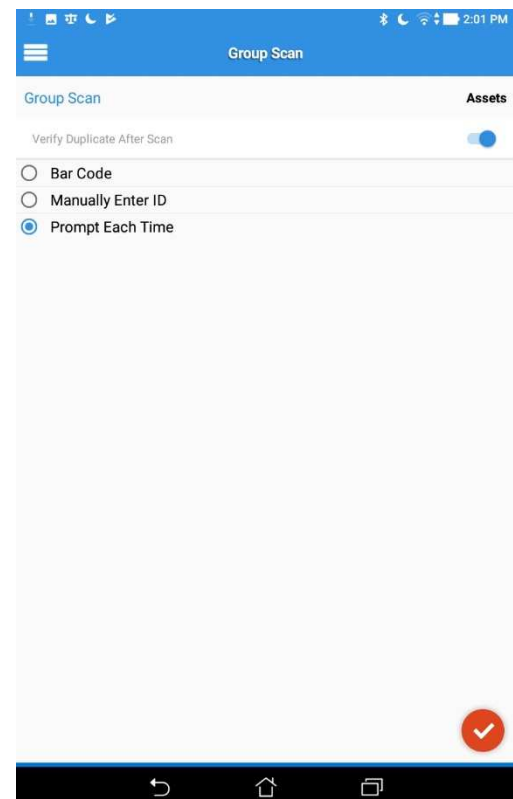 2:01 PM
Group Scan
Group Scan Assets
Verify Duplicate After Scan
Bar Code
Manually Enter ID
Prompt Each Time